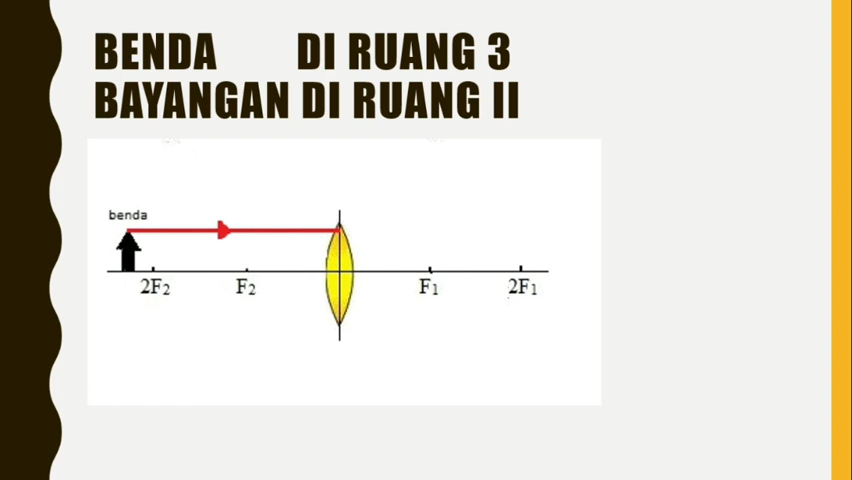 BENDA DI RUANG 3
BAYANGAN DI RUANG II
benda
2F2 F2 F1 2F1